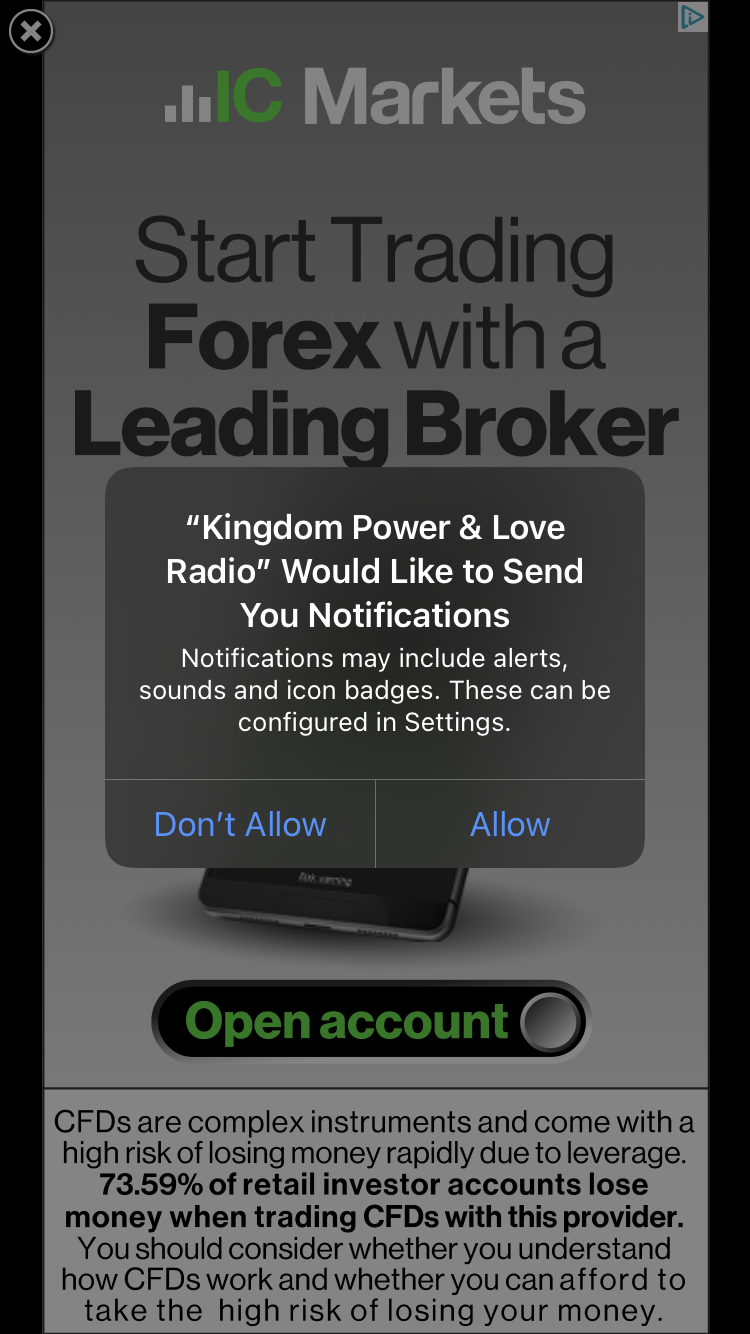 IC Markets
Start Trading
Forex with a
Leading Broker
“Kingdom Power & Love
Radio” Would Like to Send
You Notifications
Notifications may include alerts,
sounds and icon badges. These can be
configured in Settings.
Don’t Allow
Allow
Risk warning
Open account
CFDs are complex instruments and come with a
high risk of losing money rapidly due to leverage.
73.59% of retail investor accounts lose
money when trading CFDs with this provider.
You should consider whether you understand
how CFDs work and whether you can afford to
take the high risk of losing your money.